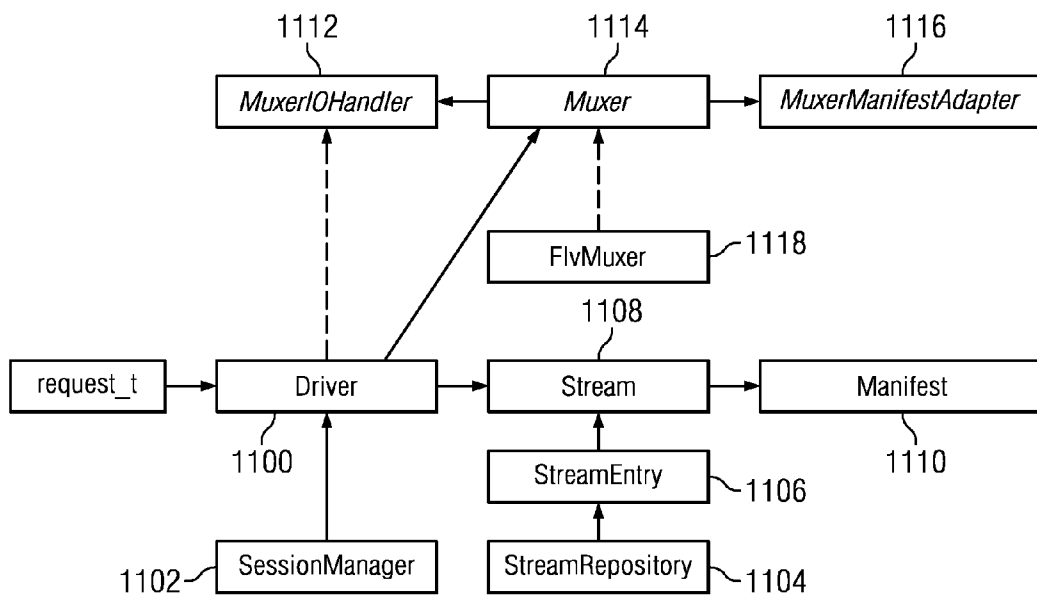 1112
1114
1116
MuxerIOHandler
Muxer
MuxerManifestAdapter
FlvMuxer
1118
1108
request_t
Driver
Stream
Manifest
1100
1110
StreamEntry
1106
1102
SessionManager
StreamRepository
1104